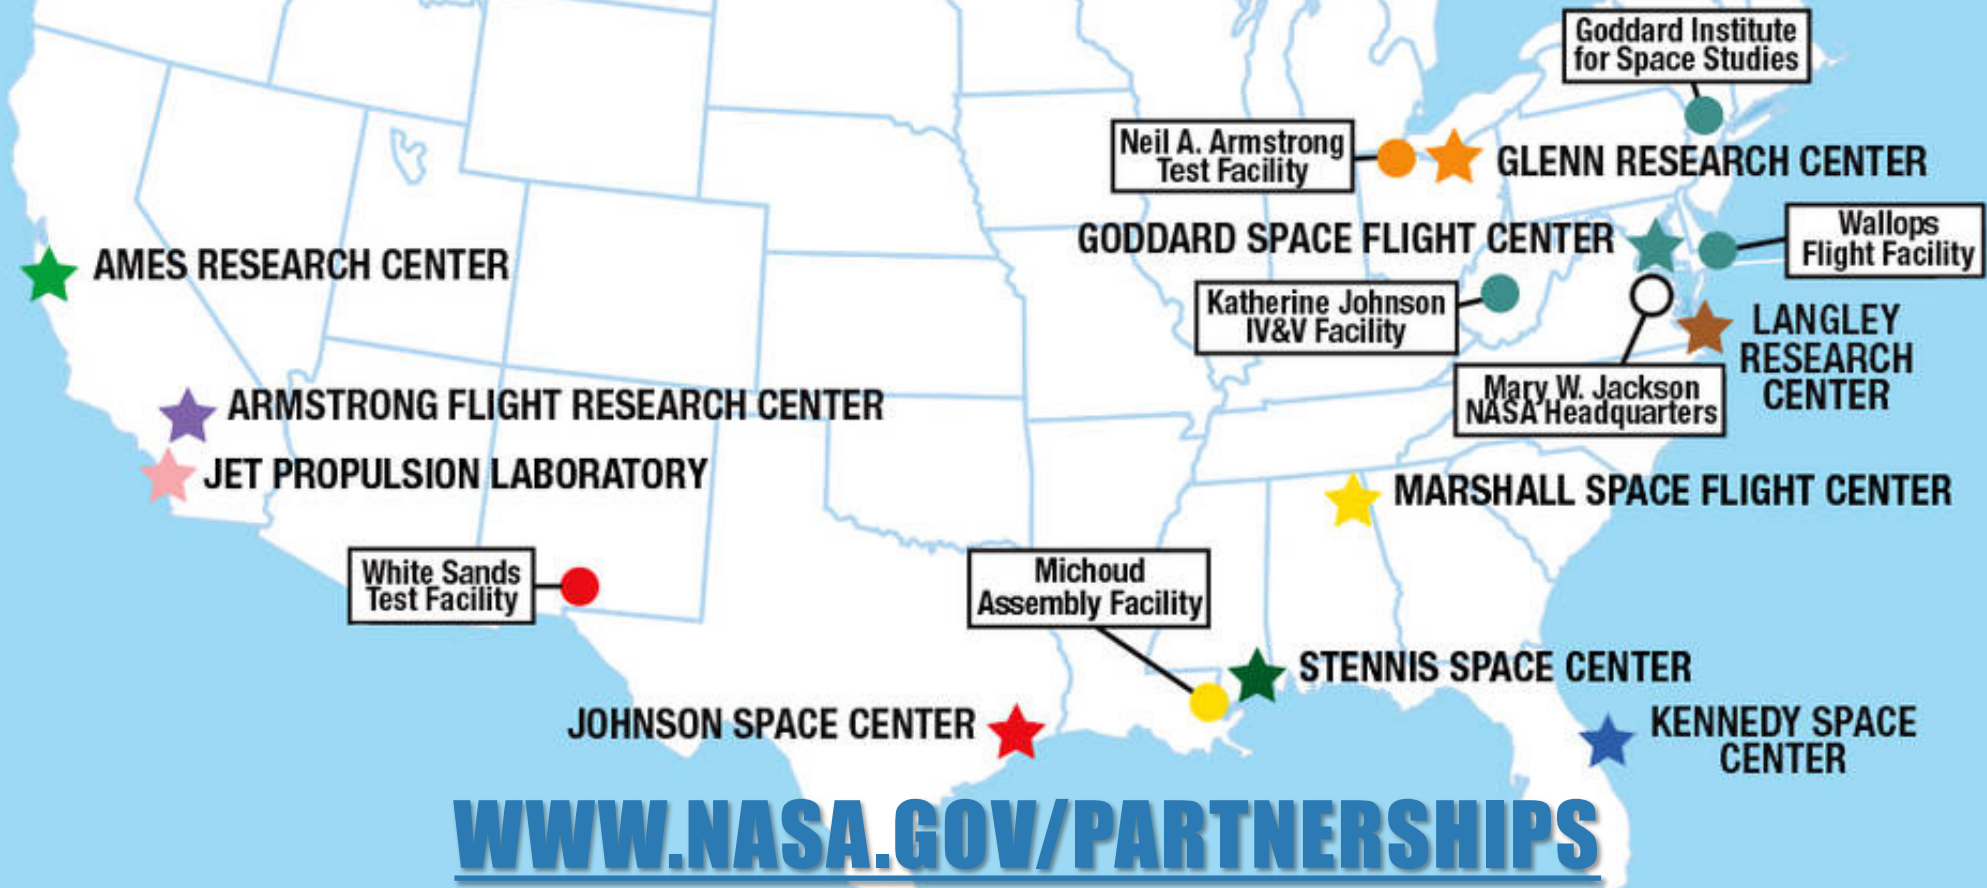 Goddard Institute
for Space Studies
Neil A. Armstrong
Test Facility
GLENN RESEARCH CENTER
GODDARD SPACE FLIGHT CENTER
Wallops
Flight Facility
AMES RESEARCH CENTER
Katherine Johnson
IV&V Facility
LANGLEY
RESEARCH
CENTER
Mary W. Jackson
NASA Headquarters
ARMSTRONG FLIGHT RESEARCH CENTER
JET PROPULSION LABORATORY
MARSHALL SPACE FLIGHT CENTER
White Sands
Test Facility
Michoud
Assembly Facility
STENNIS SPACE CENTER
JOHNSON SPACE CENTER
KENNEDY SPACE
CENTER
WWW.NASA.GOV/PARTNERSHIPS